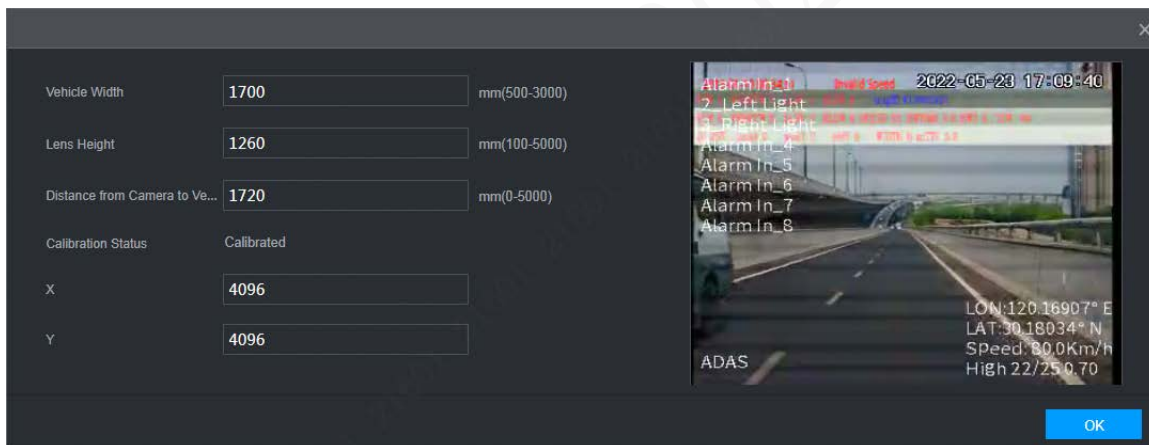 Vehicle Width 1700 mm(500-3000)
Lens Height 1260 mm(100-5000)
Distance from Camera to Ve... 1720 mm(0-5000)
Calibration Status Calibrated
X 4096
Y 4096
Alarm In_1 Invalid Speed 2022-05-23 17:09:40
2_Left Light
3_Right Light
Alarm In_4
Alarm In_5
Alarm In_6
Alarm In_7
Alarm In_8
LON:120.16907° E
LAT:30.18034° N
SPeed:80.0Km/h
ADAS High 22/25 0.70
OK